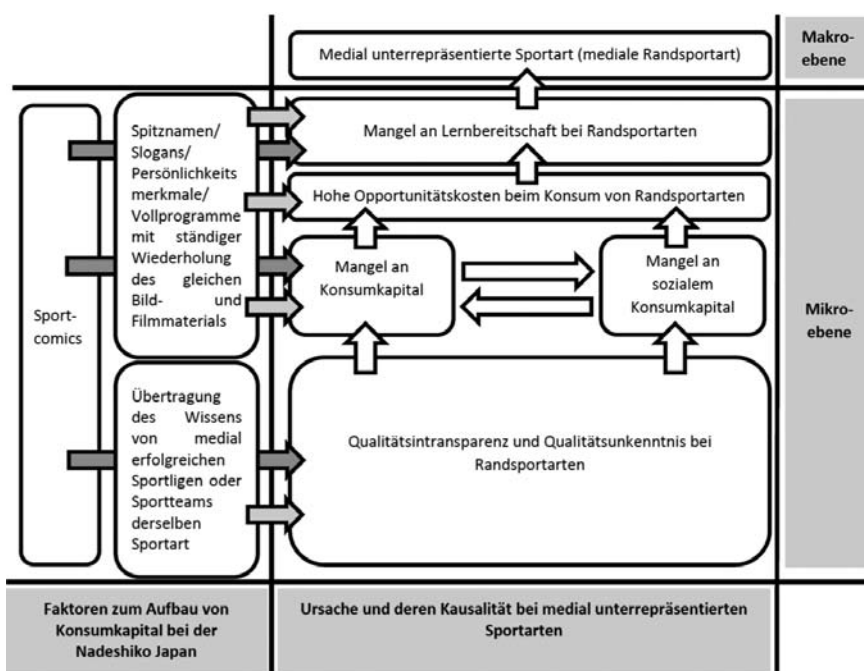 Medial unterrepräsentierte Sportart (mediale Randsportart)
Makro-
ebene
Spitznamen/
Slogans/
Persönlichkeits
merkmale/
Vollprogramme
mit ständiger
Wiederholung
des gleichen
Bild- und
Filmmaterials
Mangel an Lernbereitschaft bei Randsportarten
Hohe Opportunitätskosten beim Konsum von Randsportarten
Mangel an
Konsumkapital
Mangel an
sozialem
Konsumkapital
Sport-
comics
Mikro-
ebene
Übertragung
des Wissens
von medial
erfolgreichen
Sportligen oder
Sportteams
derselben
Sportart
Qualitätsintransparenz und Qualitätsunkenntnis bei
Randsportarten
Faktoren zum Aufbau von
Konsumkapital bei der
Nadeshiko Japan
Ursache und deren Kausalität bei medial unterrepräsentierten
Sportarten